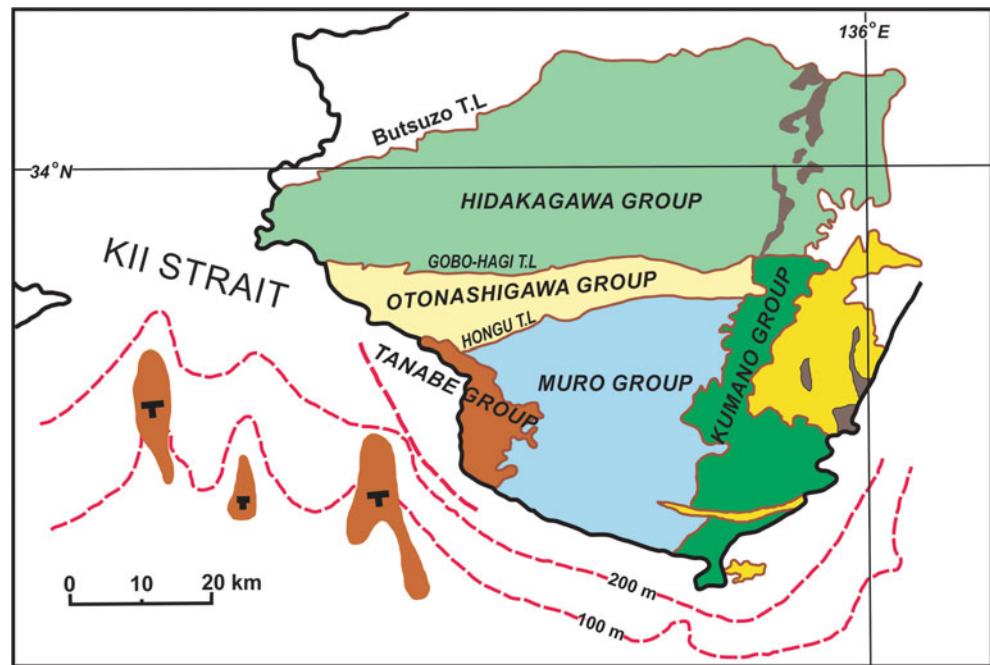 136°E
Butsuzo T.L
34°N
HIDAKAGAWA GROUP
KII STRAIT
GOBO-HAGI T.L
OTONASHIGAWA GROUP
HONGU T.L
TANABE GROUP
MURO GROUP
KUMANO GROUP
T
T
T
0 10 20 km
200 m
100 m